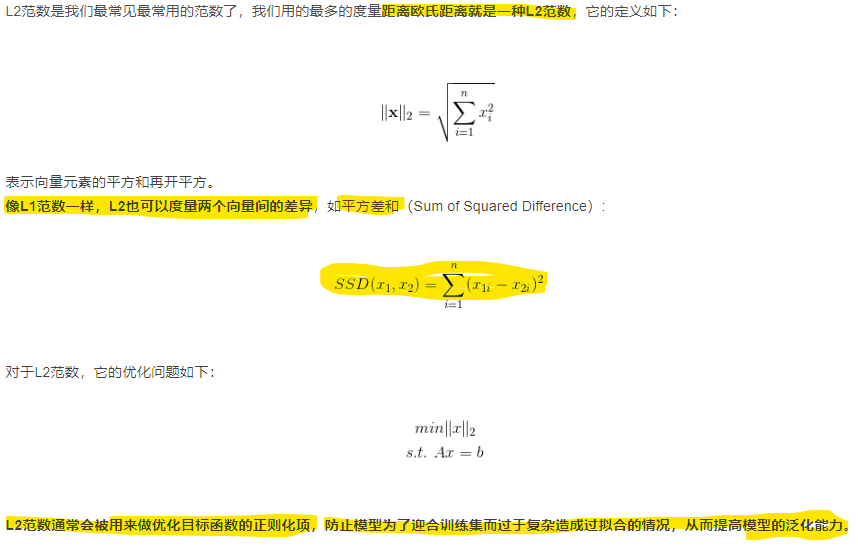 L2范数是我们最常见最常用的范数了，我们用的最多的度量距离欧氏距离就是一种L2范数，它的定义如下：
||x||₂ = √(∑_{i=1}^{n} x_i²)
表示向量元素的平方和再开平方。
像L1范数一样，L2也可以度量两个向量间的差异，如平方差和（Sum of Squared Difference）:
SSD(x₁, x₂) = ∑_{i=1}^{n} (x_{1i} − x_{2i})²
对于L2范数，它的优化问题如下：
min||x||₂
s.t. Ax = b
L2范数通常会被用来做优化目标函数的正则化项，防止模型为了迎合训练集而过于复杂造成过拟合的情况，从而提高模型的泛化能力。